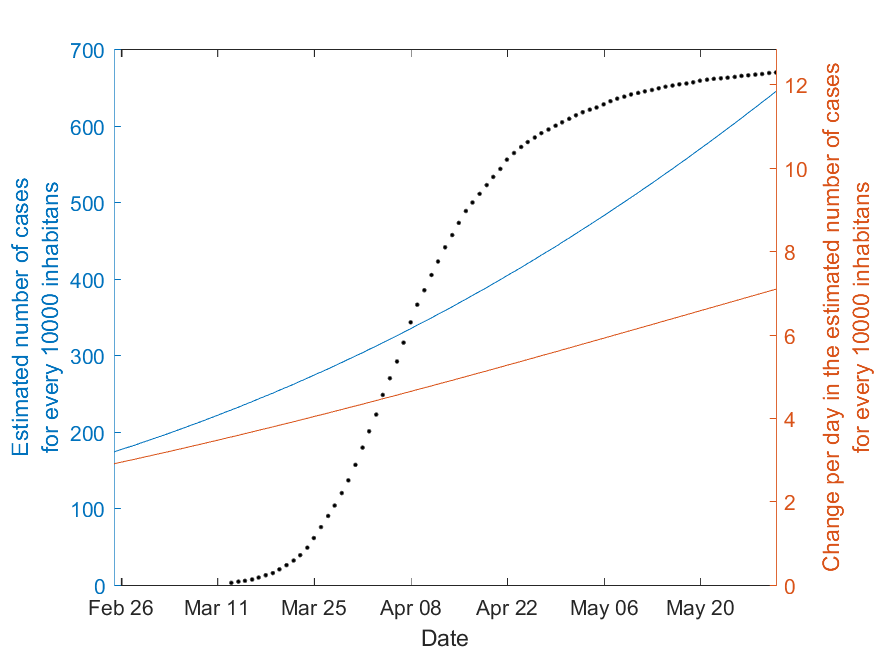 700
600
500
400
300
200
100
0
Estimated number of cases
for every 10000 inhabitans
12
10
8
6
4
2
0
Change per day in the estimated number of cases
for every 10000 inhabitans
Feb 26 Mar 11 Mar 25 Apr 08 Apr 22 May 06 May 20
Date